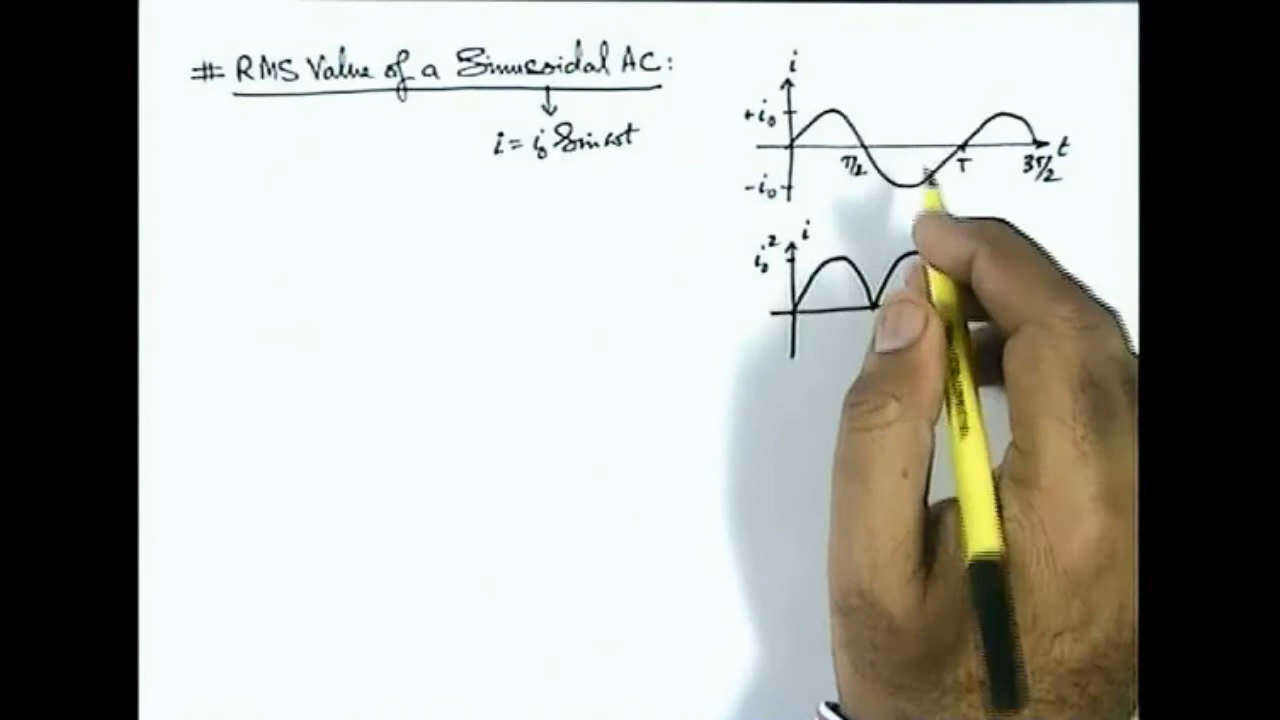 # RMS Value of a Sinusoidal AC:
i = i₀ Sin ωt
i
+i₀
t
T/2
T
3T/2
-i₀
i
i₀²